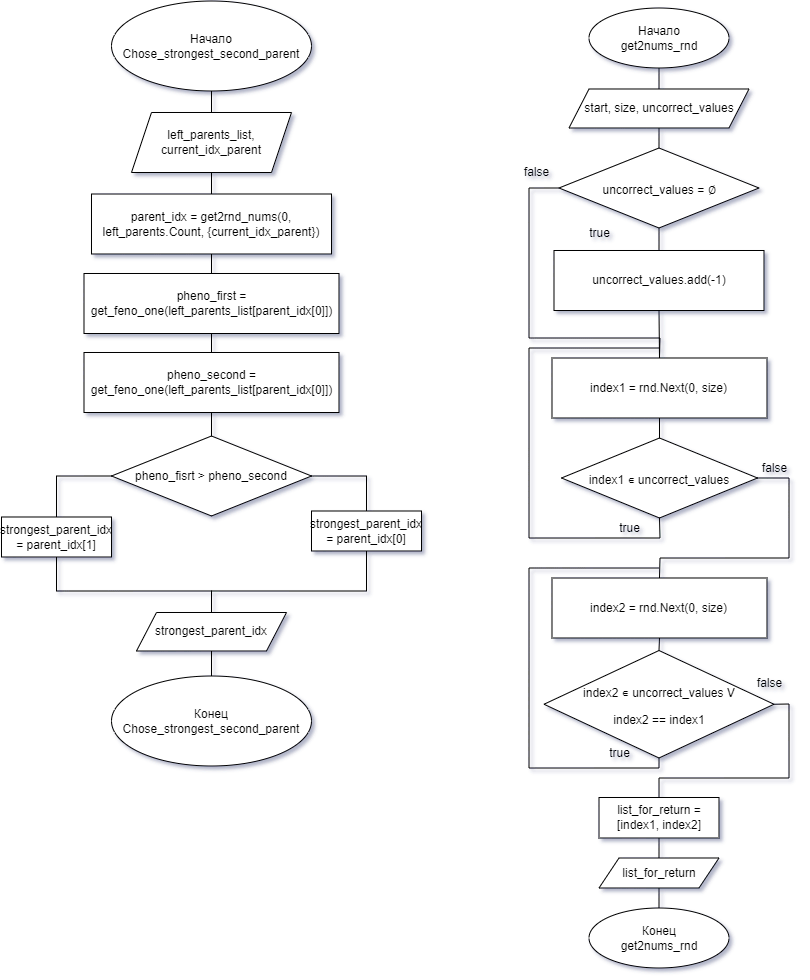 Начало
Chose_strongest_second_parent
left_parents_list,
current_idx_parent
parent_idx = get2rnd_nums(0,
left_parents.Count, {current_idx_parent})
pheno_first =
get_feno_one(left_parents_list[parent_idx[0]])
pheno_second =
get_feno_one(left_parents_list[parent_idx[0]])
pheno_fisrt > pheno_second
strongest_parent_idx
= parent_idx[1]
strongest_parent_idx
= parent_idx[0]
strongest_parent_idx
Конец
Chose_strongest_second_parent
Начало
get2nums_rnd
start, size, uncorrect_values
false
uncorrect_values = ∅
true
uncorrect_values.add(-1)
index1 = rnd.Next(0, size)
false
index1 ∊ uncorrect_values
true
index2 = rnd.Next(0, size)
false
index2 ∊ uncorrect_values V
index2 == index1
true
list_for_return =
[index1, index2]
list_for_return
Конец
get2nums_rnd